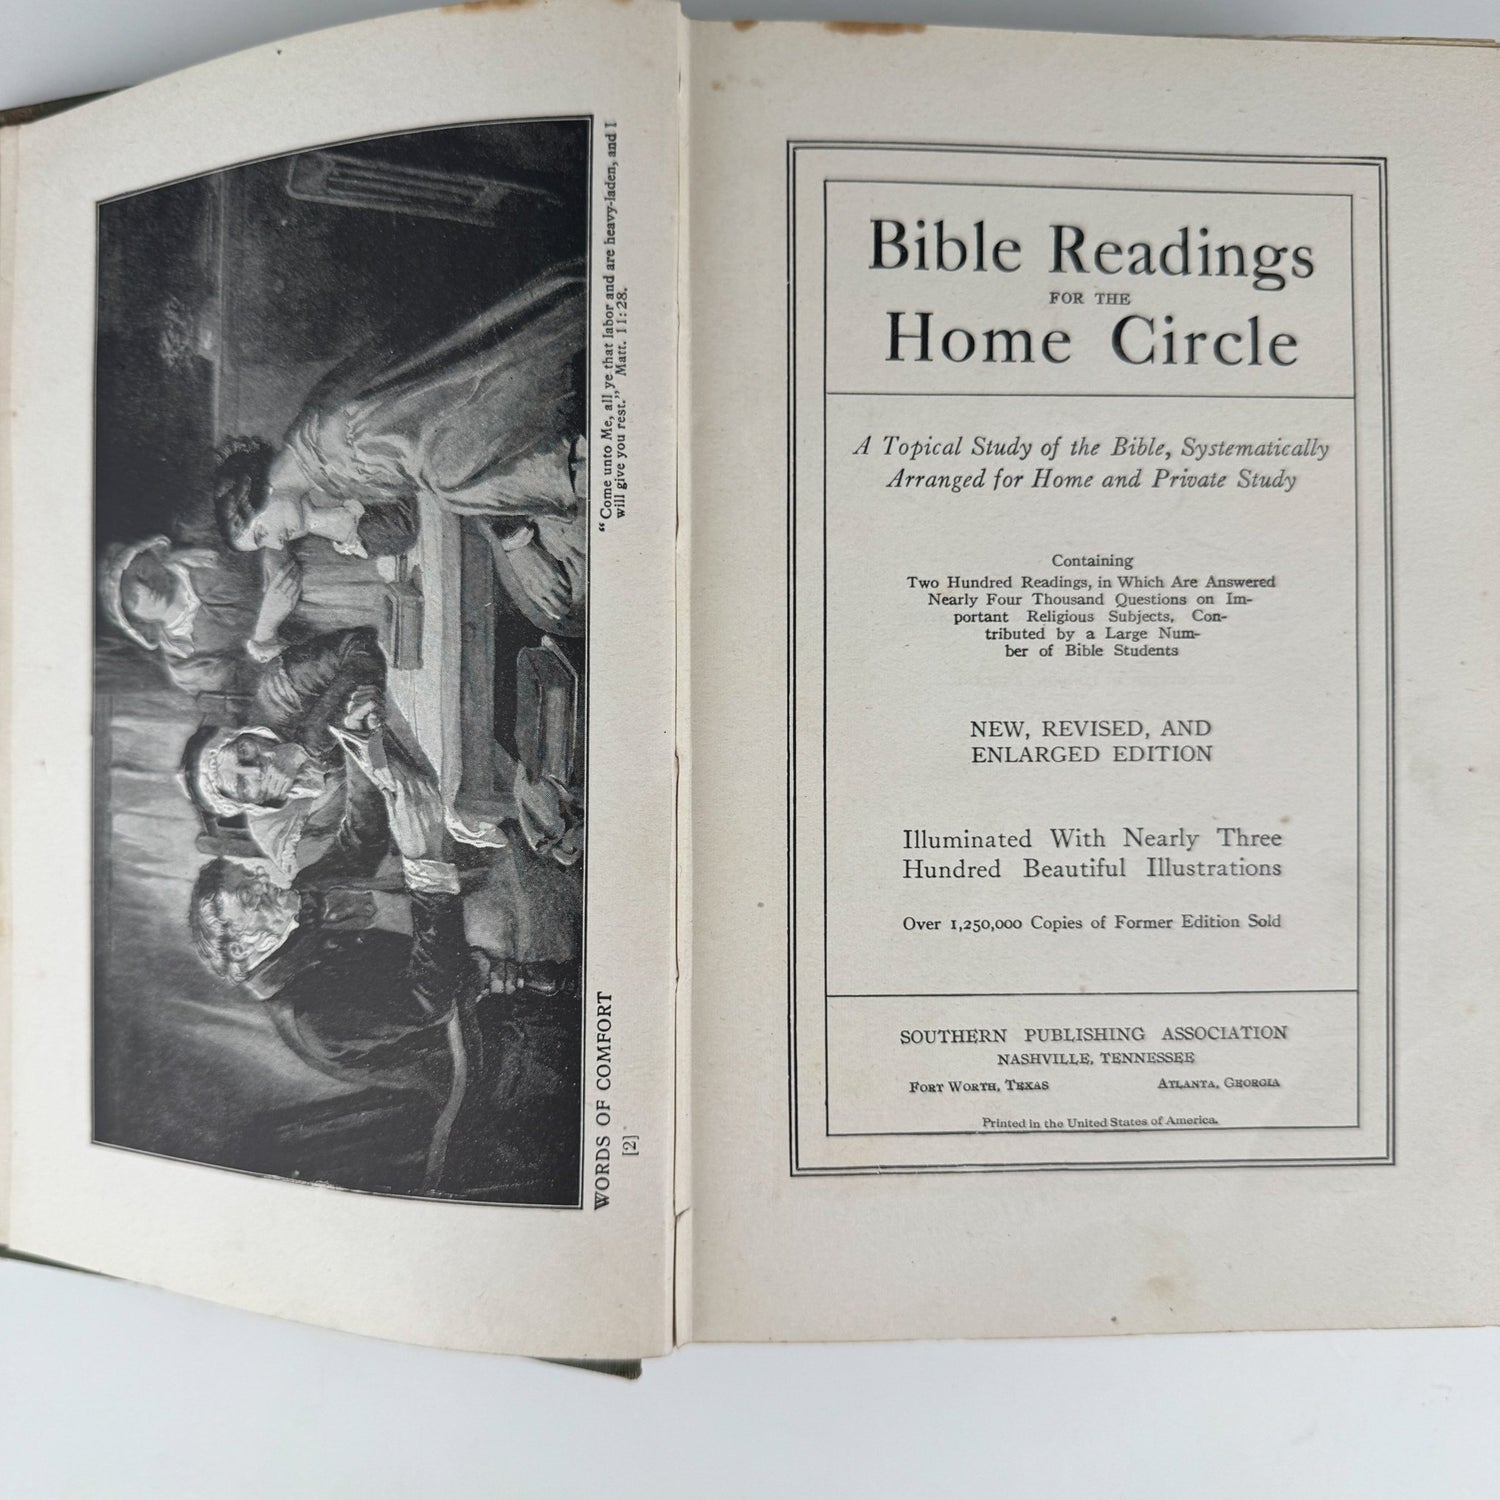 WORDS OF COMFORT
"Come unto Me, all ye that labor and are heavy-laden, and I
will give you rest." Matt. 11:28.
[2]
Bible Readings
FOR THE
Home Circle
A Topical Study of the Bible, Systematically
Arranged for Home and Private Study
Containing
Two Hundred Readings, in Which Are Answered
Nearly Four Thousand Questions on Im-
portant Religious Subjects, Con-
tributed by a Large Num-
ber of Bible Students
NEW, REVISED, AND
ENLARGED EDITION
Illuminated With Nearly Three
Hundred Beautiful Illustrations
Over 1,250,000 Copies of Former Edition Sold
SOUTHERN PUBLISHING ASSOCIATION
NASHVILLE, TENNESSEE
FORT WORTH, TEXAS ATLANTA, GEORGIA
Printed in the United States of America.